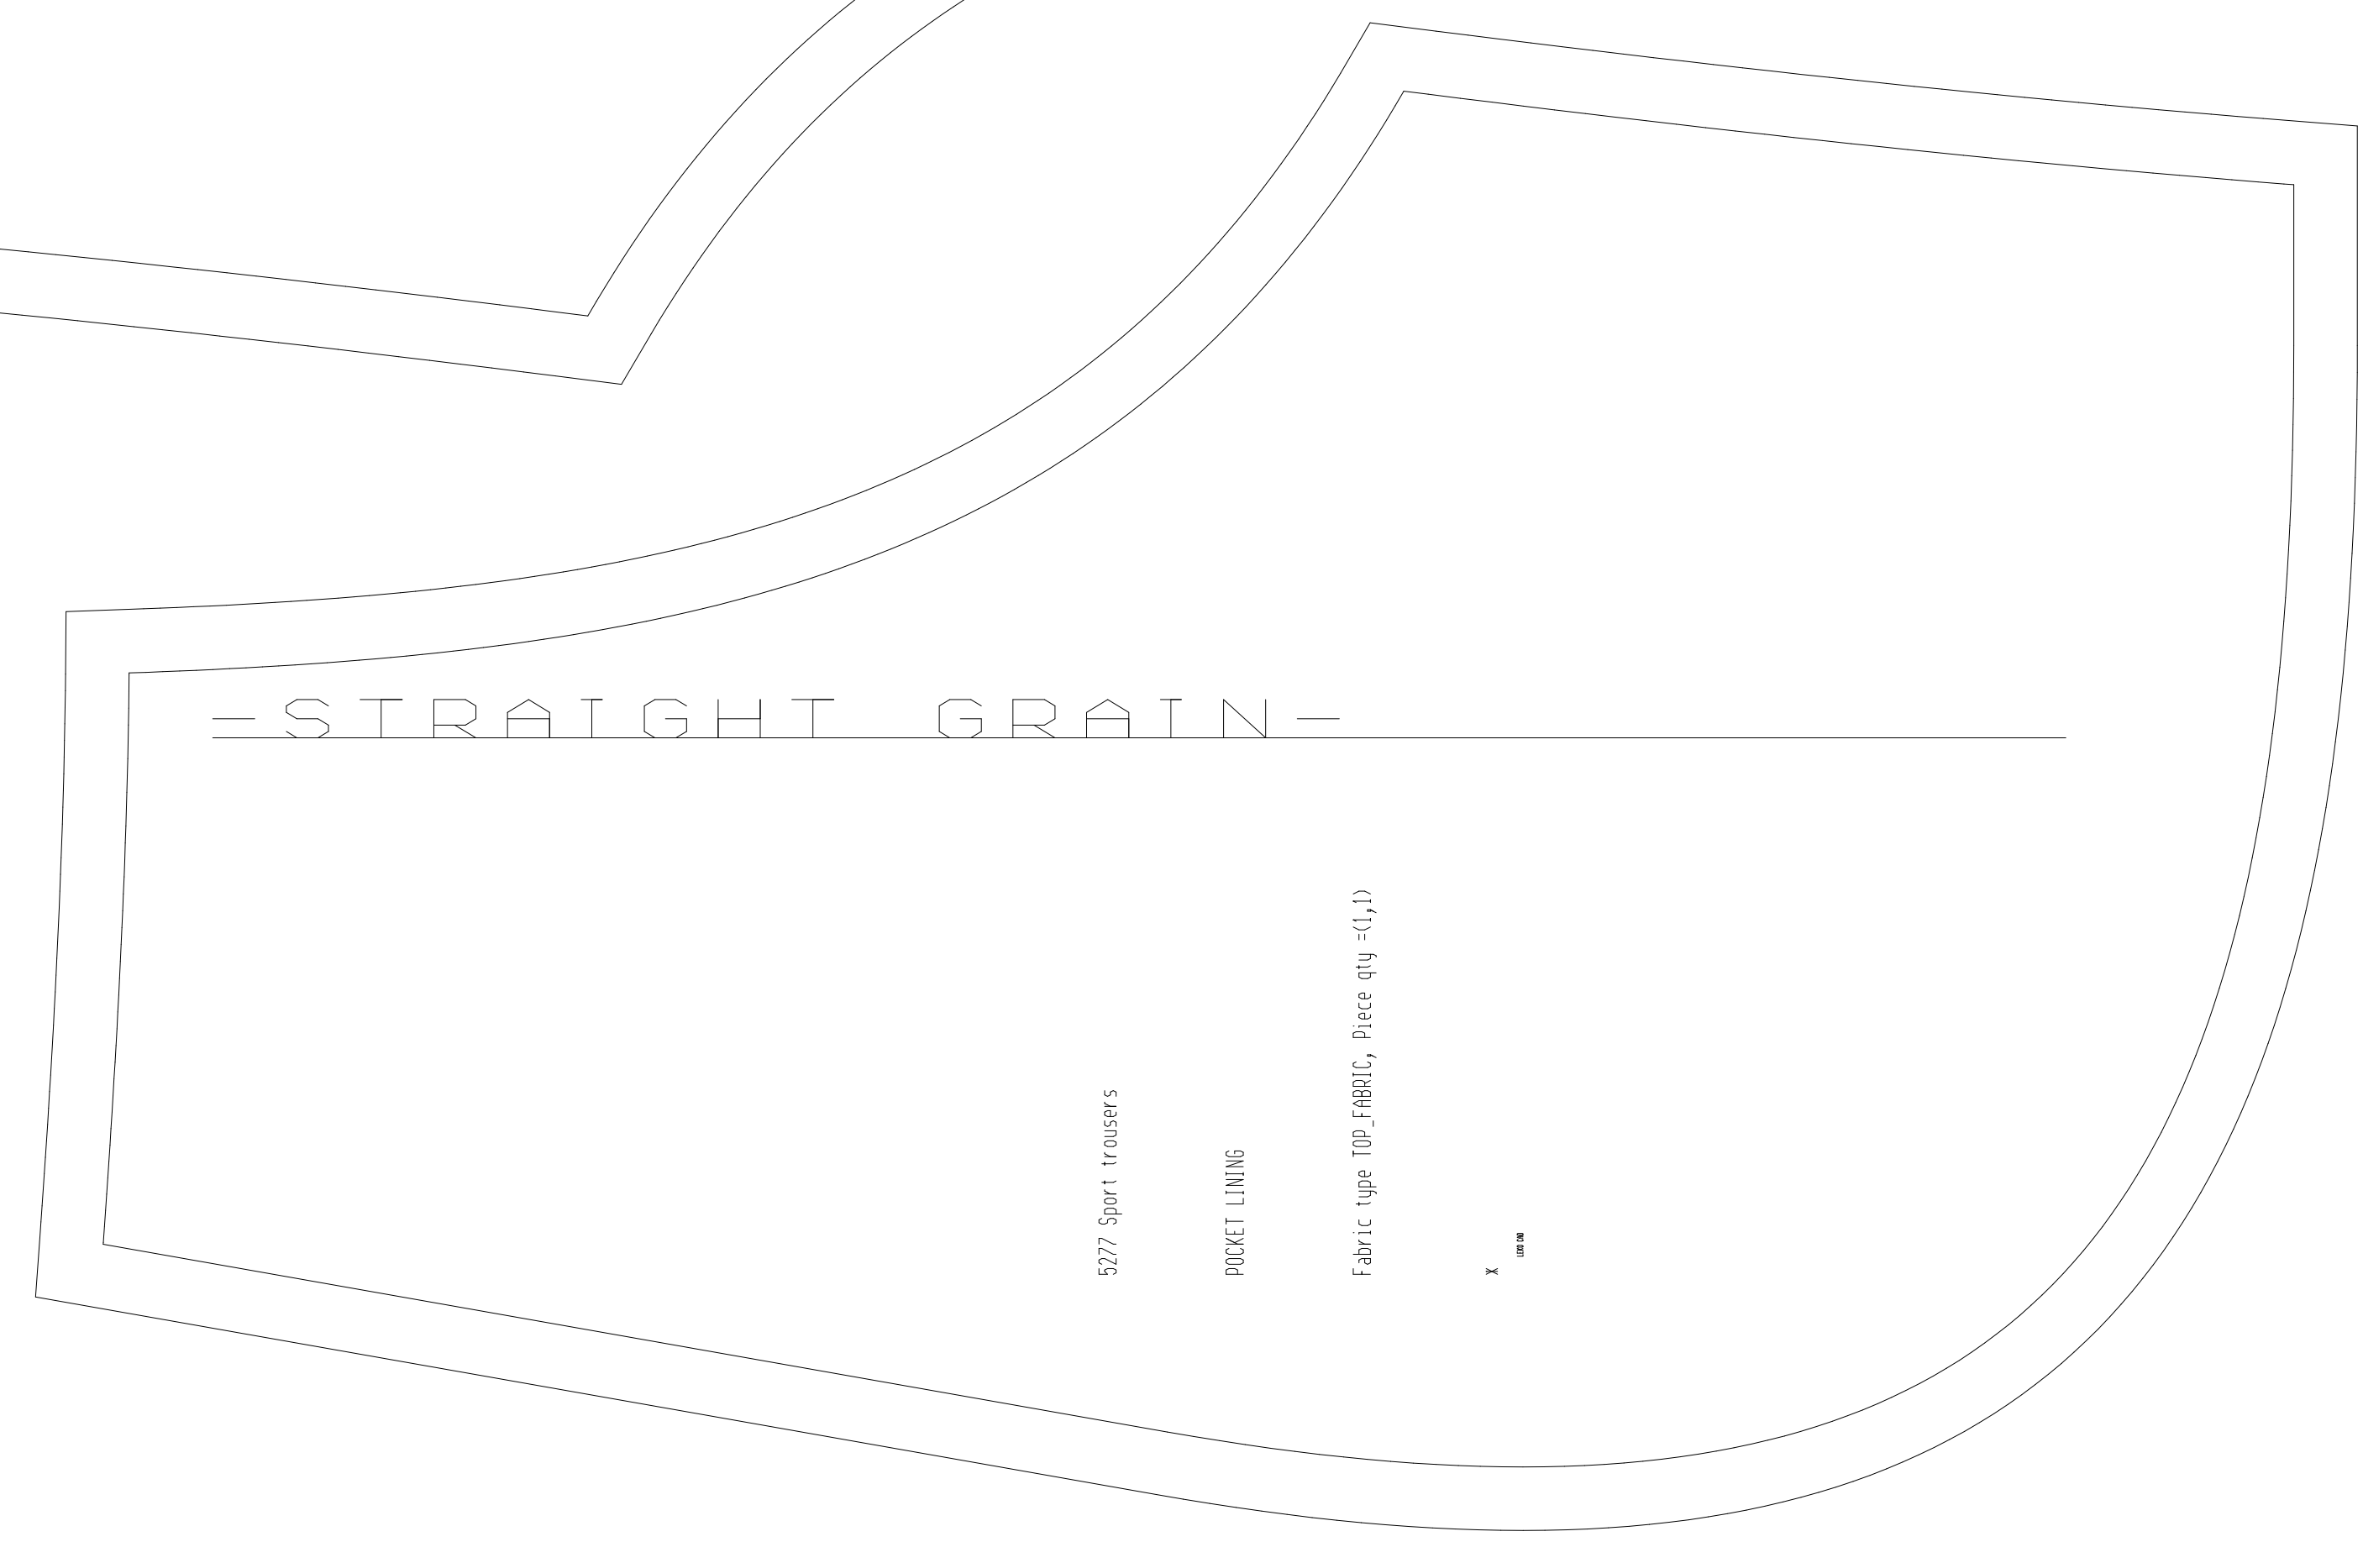 -STRAIGHT GRAIN-
5277 Sport trousers
POCKET LINING
Fabric type TOP_FABRIC, Piece qty =(1,1)